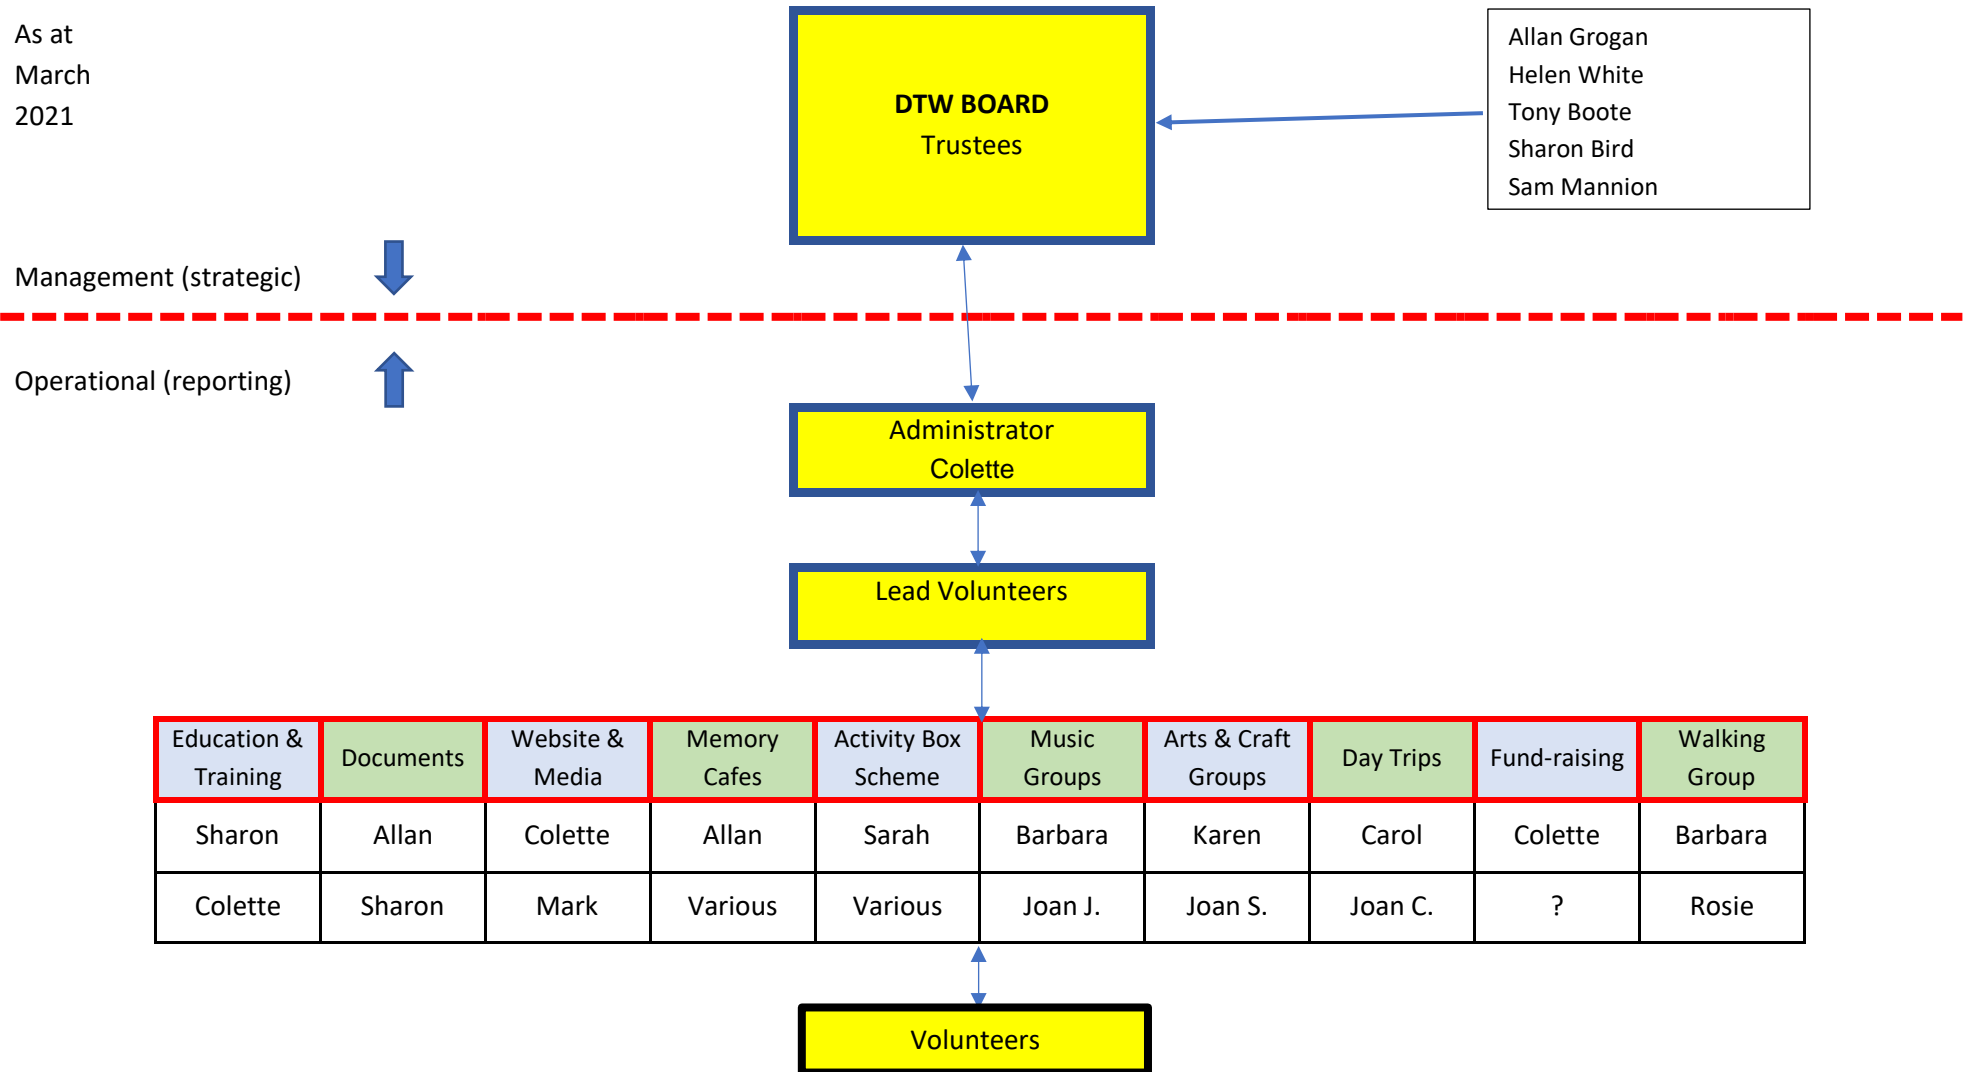 As at
March
2021
DTW BOARD
Trustees
Allan Grogan
Helen White
Tony Boote
Sharon Bird
Sam Mannion
Management (strategic)
Operational (reporting)
Administrator
Colette
Lead Volunteers
Education &
Training
Documents
Website &
Media
Memory
Cafes
Activity Box
Scheme
Music
Groups
Arts & Craft
Groups
Day Trips
Fund-raising
Walking
Group
Sharon Allan Colette Allan Sarah Barbara Karen Carol Colette Barbara
Colette Sharon Mark Various Various Joan J. Joan S. Joan C. ? Rosie
Volunteers